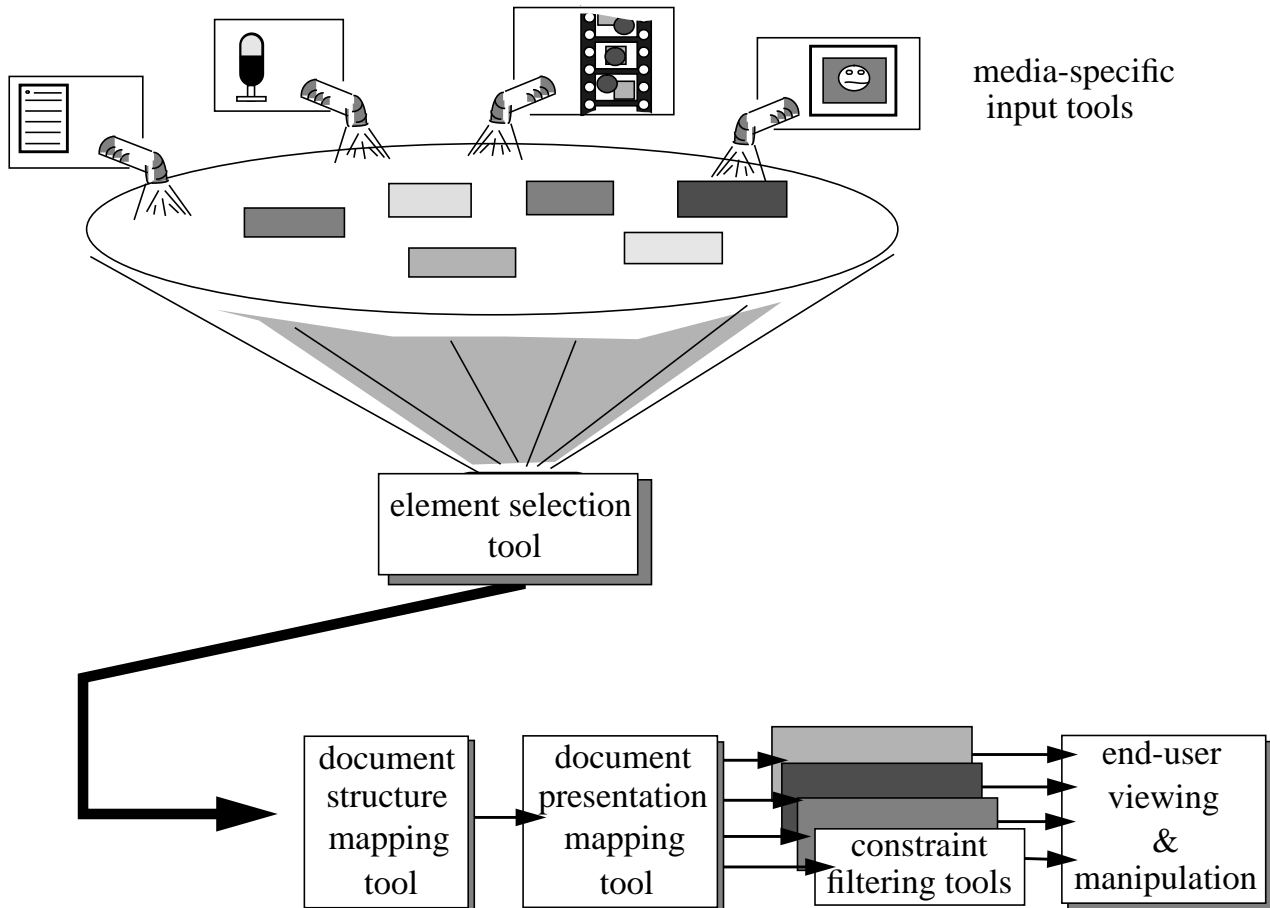 media-specific
input tools
element selection
tool
document
structure
mapping
tool
document
presentation
mapping
tool
constraint
filtering tools
end-user
viewing
&
manipulation